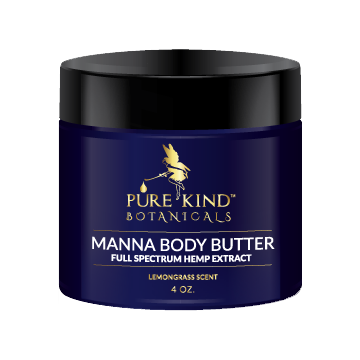 PURE KIND™
BOTANICALS
MANNA BODY BUTTER
FULL SPECTRUM HEMP EXTRACT
LEMONGRASS SCENT
4 OZ.